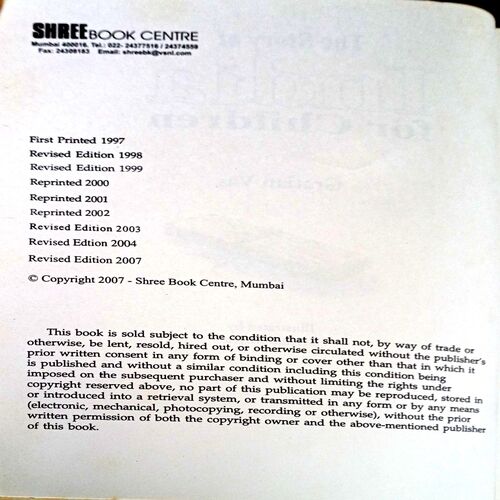 SHREE BOOK CENTRE
Mumbai 400016. Tel.: 022- 24377516 / 24374559
Fax: 24309183 Email: shreebk@vsnl.com
First Printed 1997
Revised Edition 1998
Revised Edition 1999
Reprinted 2000
Reprinted 2001
Reprinted 2002
Revised Edition 2003
Revised Edition 2004
Revised Edition 2007
© Copyright 2007 - Shree Book Centre, Mumbai
This book is sold subject to the condition that it shall not, by way of trade or
otherwise, be lent, resold, hired out, or otherwise circulated without the publisher's
prior written consent in any form of binding or cover other than that in which it
is published and without a similar condition including this condition being
imposed on the subsequent purchaser and without limiting the rights under
copyright reserved above, no part of this publication may be reproduced, stored in
or introduced into a retrieval system, or transmitted in any form or by any means
(electronic, mechanical, photocopying, recording or otherwise), without the prior
written permission of both the copyright owner and the above-mentioned publisher
of this book.